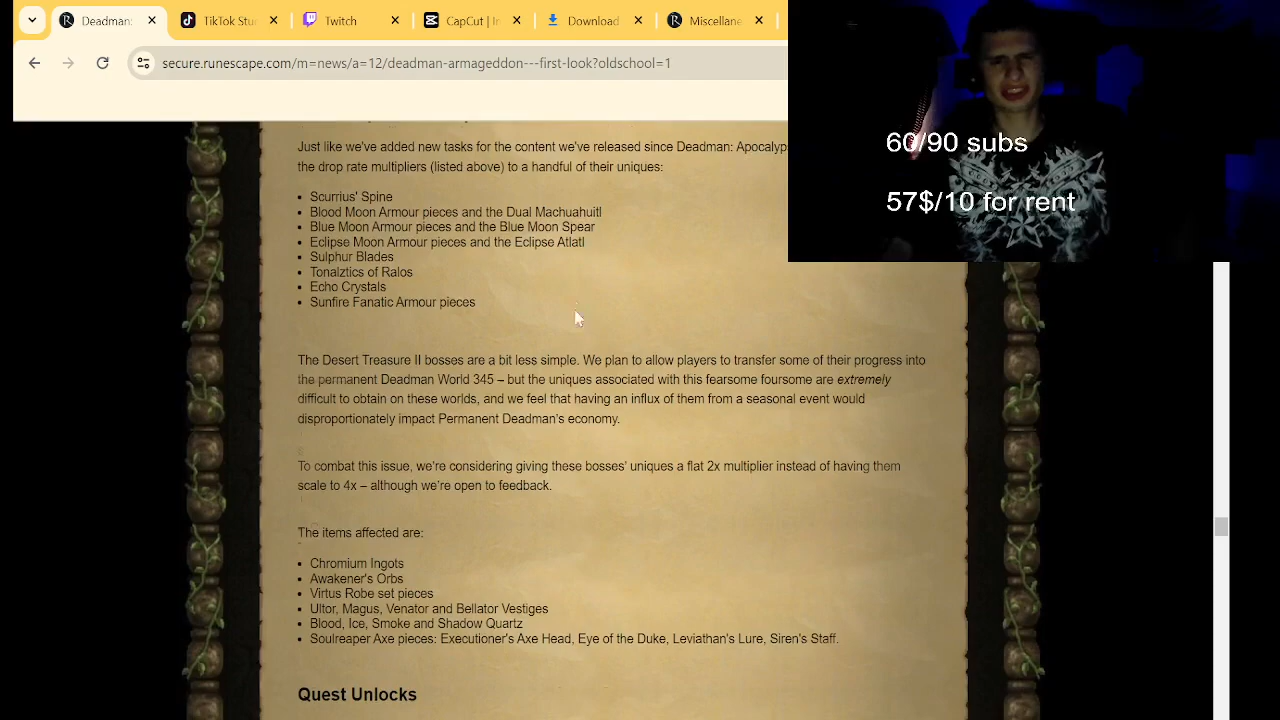 Deadman:
TikTok Stu
Twitch
CapCut | In
Download
Miscellane
secure.runescape.com/m=news/a=12/deadman-armageddon---first-look?oldschool=1
60/90 subs
57$/10 for rent
Just like we've added new tasks for the content we've released since Deadman: Apocalyp
the drop rate multipliers (listed above) to a handful of their uniques:
Scurrius' Spine
Blood Moon Armour pieces and the Dual Machuahuitl
Blue Moon Armour pieces and the Blue Moon Spear
Eclipse Moon Armour pieces and the Eclipse Atlatl
Sulphur Blades
Tonalztics of Ralos
Echo Crystals
Sunfire Fanatic Armour pieces
The Desert Treasure II bosses are a bit less simple. We plan to allow players to transfer some of their progress into
the permanent Deadman World 345 – but the uniques associated with this fearsome foursome are extremely
difficult to obtain on these worlds, and we feel that having an influx of them from a seasonal event would
disproportionately impact Permanent Deadman's economy.
To combat this issue, we're considering giving these bosses' uniques a flat 2x multiplier instead of having them
scale to 4x – although we're open to feedback.
The items affected are:
Chromium Ingots
Awakener's Orbs
Virtus Robe set pieces
Ultor, Magus, Venator and Bellator Vestiges
Blood, Ice, Smoke and Shadow Quartz
Soulreaper Axe pieces: Executioner's Axe Head, Eye of the Duke, Leviathan's Lure, Siren's Staff.
Quest Unlocks